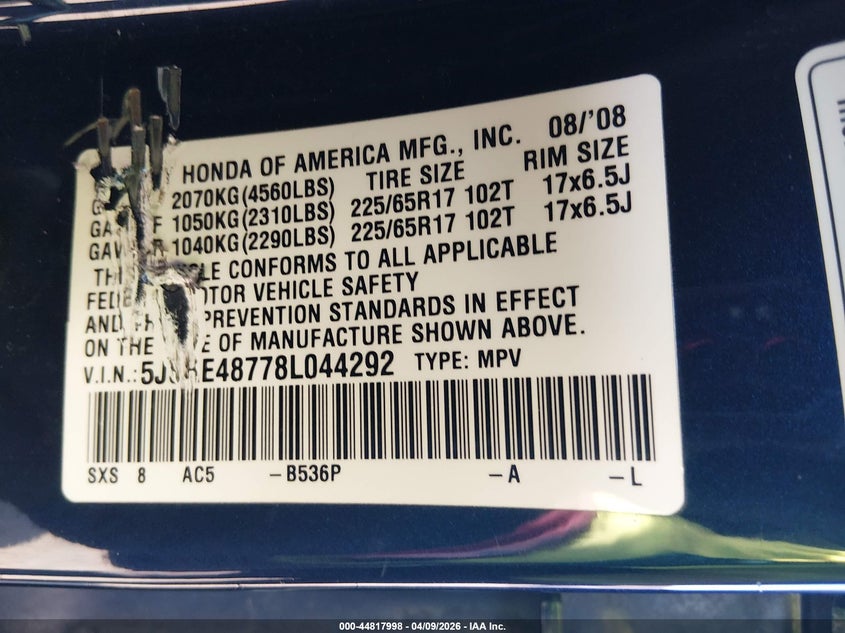 HONDA OF AMERICA MFG., INC. 08/'08
2070KG(4560LBS) TIRE SIZE RIM SIZE
1050KG(2310LBS) 225/65R17 102T 17x6.5J
1040KG(2290LBS) 225/65R17 102T 17x6.5J
CONFORMS TO ALL APPLICABLE
VEHICLE SAFETY
AND PREVENTION STANDARDS IN EFFECT
ON THE OF MANUFACTURE SHOWN ABOVE.
V.I.N.: TYPE: MPV
SXS 8 AC5 -B536P -A -L
000-44817998 - 04/09/2026 - IAA Inc.